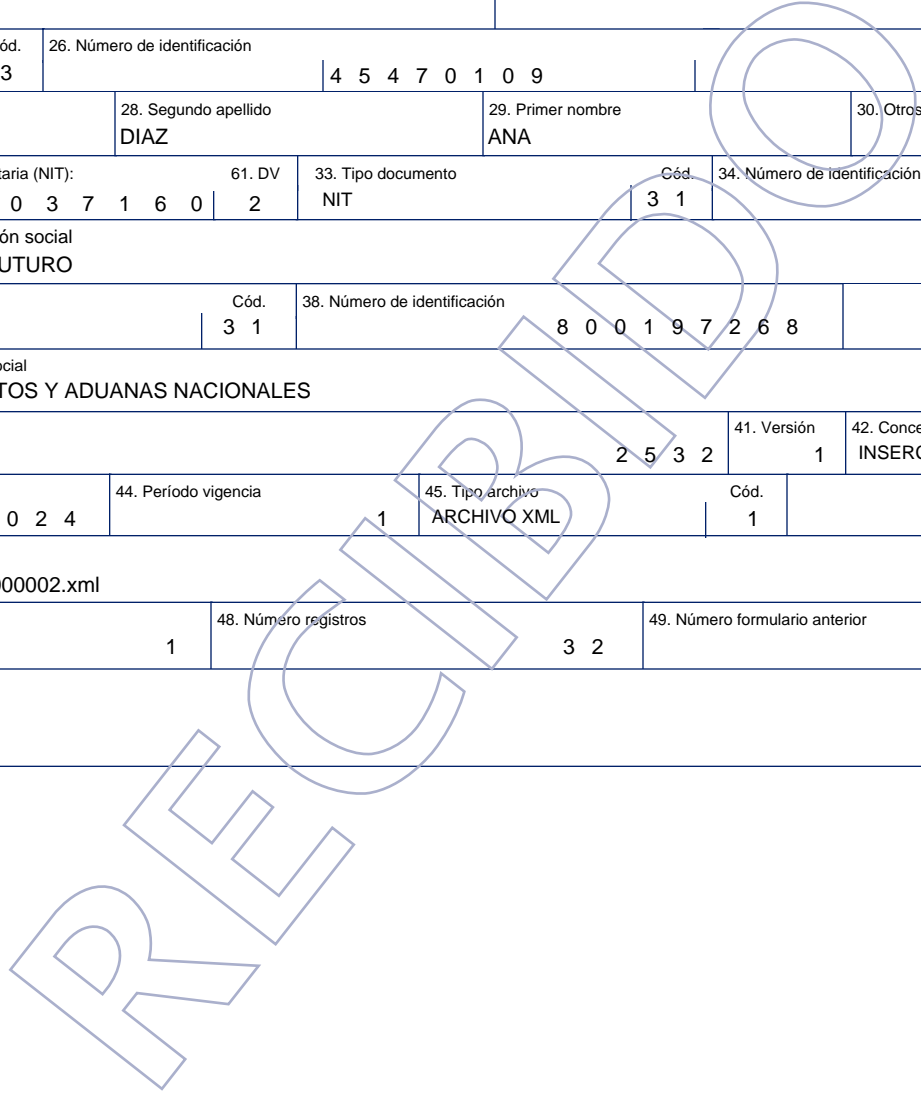 ód. 26. Número de identificación
3 4 5 4 7 0 1 0 9
28. Segundo apellido 29. Primer nombre 30. Otros
DIAZ ANA
taria (NIT): 61. DV 33. Tipo documento Cód. 34. Número de identificación
0 3 7 1 6 0 2 NIT 3 1
ón social
UTURO
Cód. 38. Número de identificación
3 1 8 0 0 1 9 7 2 6 8
ocial
TOS Y ADUANAS NACIONALES
41. Versión 42. Conce
2 5 3 2 1 INSERC
44. Período vigencia 45. Tipo archivo Cód.
0 2 4 1 ARCHIVO XML 1
000002.xml
48. Número registros 49. Número formulario anterior
1 3 2
RECIBIDO